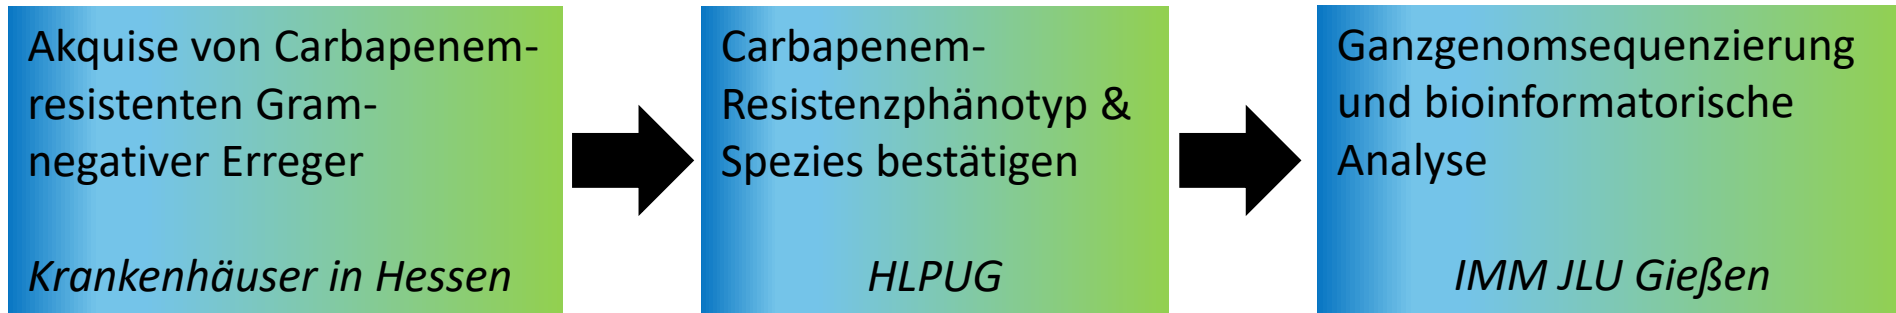 Akquise von Carbapenem-
resistenten Gram-
negativer Erreger
Krankenhäuser in Hessen
Carbapenem-
Resistenzphänotyp &
Spezies bestätigen
HLPUG
Ganzgenomsequenzierung
und bioinformatorische
Analyse
IMM JLU Gießen